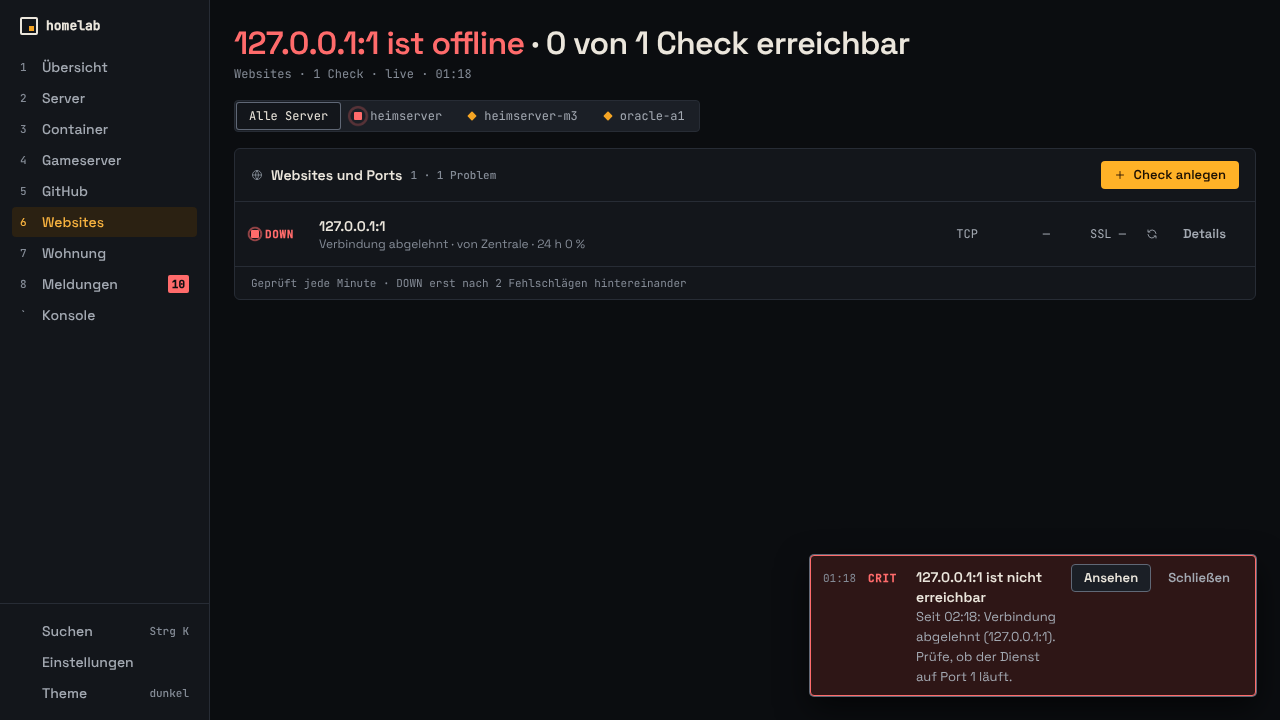 homelab
1 Übersicht
2 Server
3 Container
4 Gameserver
5 GitHub
6 Websites
7 Wohnung
8 Meldungen 10
` Konsole
Suchen Strg K
Einstellungen
Theme dunkel
127.0.0.1:1 ist offline · 0 von 1 Check erreichbar
Websites · 1 Check · live · 01:18
Alle Server heimserver heimserver-m3 oracle-a1
Websites und Ports 1 · 1 Problem + Check anlegen
DOWN 127.0.0.1:1 TCP — SSL — Details
Verbindung abgelehnt · von Zentrale · 24 h 0 %
Geprüft jede Minute · DOWN erst nach 2 Fehlschlägen hintereinander
01:18 CRIT 127.0.0.1:1 ist nicht Ansehen Schließen
erreichbar
Seit 02:18: Verbindung
abgelehnt (127.0.0.1:1).
Prüfe, ob der Dienst
auf Port 1 läuft.